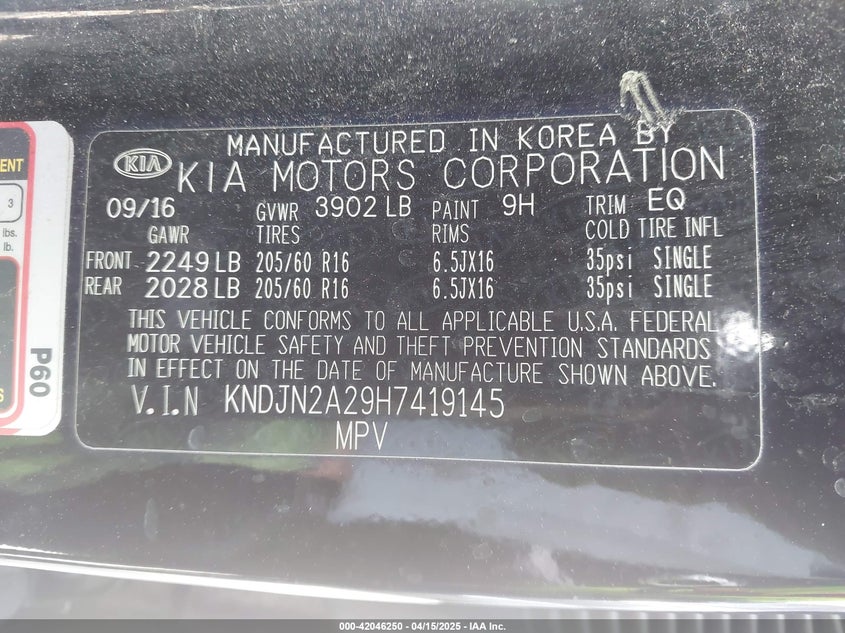 MANUFACTURED IN KOREA BY
KIA KIA MOTORS CORPORATION
09/16 GVWR 3902 LB PAINT 9H TRIM EQ
GAWR TIRES RIMS COLD TIRE INFL
FRONT 2249 LB 205/60 R16 6.5JX16 35psi SINGLE
REAR 2028 LB 205/60 R16 6.5JX16 35psi SINGLE
THIS VEHICLE CONFORMS TO ALL APPLICABLE U.S.A. FEDERAL
MOTOR VEHICLE SAFETY AND THEFT PREVENTION STANDARDS
IN EFFECT ON THE DATE OF MANUFACTURE SHOWN ABOVE.
V.I.N KNDJN2A29H7419145
MPV
3
lbs.
lb.
P60
000-42046250 - 04/15/2025 - IAA Inc.